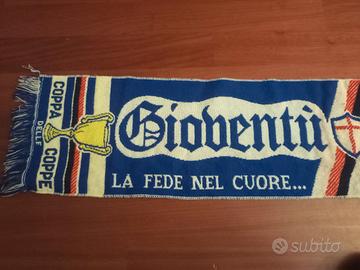 COPPA
DELLE
COPPE
Gioventù
LA FEDE NEL CUORE...
subito